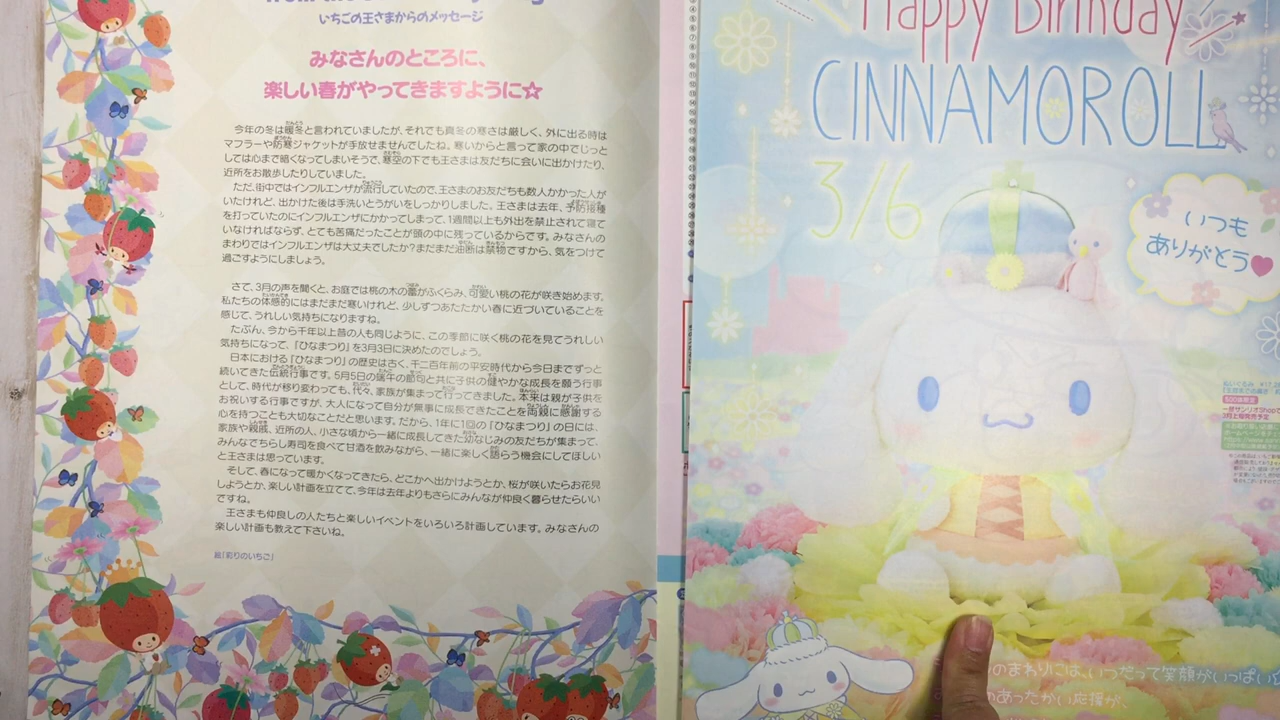 いちごの王さまからのメッセージ
みなさんのところに、
楽しい春がやってきますように☆
今年の冬は暖冬と言われていましたが、それでも真冬の寒さは厳しく、外に出る時は
マフラーや防寒ジャケットが手放せませんでしたね。寒いからと言って家の中でじっと
しては心まで暗くなってしまいそうで、寒空の下でも王さまは友だちに会いに出かけたり、
近所をお散歩したりしていました。
ただ、街中ではインフルエンザが流行していたので、王さまのお友だちも数人かかった人が
いたけれど、出かけた後は手洗いとうがいをしっかりしました。王さまは去年、予防接種
を打っていたのにインフルエンザにかかってしまって、1週間以上も外出を禁止されて寝て
いなければならず、とても苦痛だったことが頭の中に残っているからです。みなさんの
まわりではインフルエンザは大丈夫でしたか?まだまだ油断は禁物ですから、気をつけて
過ごすようにしましょう。
さて、3月の声を聞くと、お庭では桃の木の蕾がふくらみ、可愛い桃の花が咲き始めます。
私たちの体感的にはまだまだ寒いけれど、少しずつあたたかい春に近づいていることを
感じて、うれしい気持ちになりますね。
たぶん、今から千年以上昔の人も同じように、この季節に咲く桃の花を見てうれしい
気持ちになって、「ひなまつり」を3月3日に決めたのでしょう。
日本における「ひなまつり」の歴史は古く、千二百年前の平安時代から今日までずっと
続いてきた伝統行事です。5月5日の端午の節句と共に子供の健やかな成長を願う行事
として、時代が移り変わっても、代々、家族が集まって行ってきました。本来は親が子供を
お祝いする行事ですが、大人になって自分が無事に成長できたことを両親に感謝する
心を持つことも大切なことだと思います。だから、1年に1回の「ひなまつり」の日には、
家族や親戚、近所の人、小さな頃から一緒に成長してきた幼なじみの友だちが集まって、
みんなでちらし寿司を食べて甘酒を飲みながら、一緒に楽しく語らう機会にしてほしい
と王さまは思っています。
そして、春になって暖かくなってきたら、どこかへ出かけようとか、桜が咲いたらお花見
しようとか、楽しい計画を立てて、今年は去年よりもさらにみんなが仲良く暮らせたらいい
ですね。
王さまも仲良しの人たちと楽しいイベントをいろいろ計画しています。みなさんの
楽しい計画も教えて下さいね。
絵「彩りのいちご」
Happy Birthday
CINNAMOROLL
3/6
いつも
ありがとう
のまわりには、いつだって笑顔がいっぱい☆
のあったかい応援が、